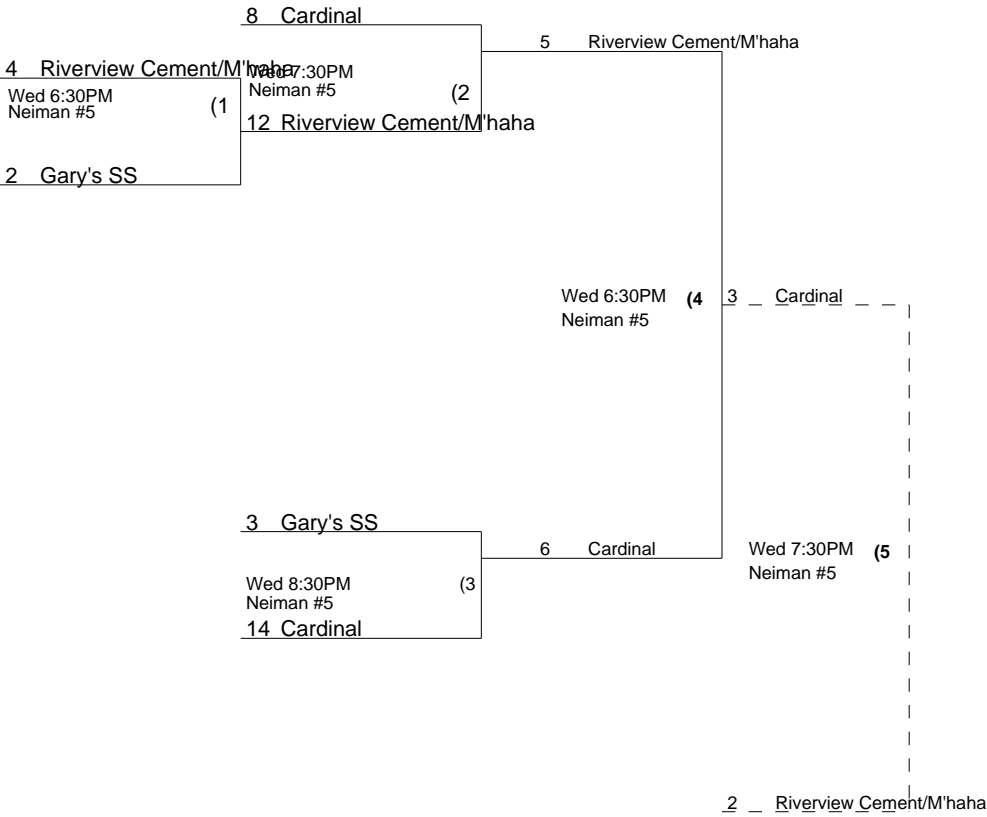 8 Cardinal
5 Riverview Cement/M'haha
4 Riverview Cement/M'haha
Wed 7:30PM
Neiman #5
(2
Wed 6:30PM
Neiman #5
(1
12 Riverview Cement/M'haha
2 Gary's SS
Wed 6:30PM (4
Neiman #5
3 Cardinal
3 Gary's SS
6 Cardinal
Wed 7:30PM (5
Neiman #5
Wed 8:30PM (3
Neiman #5
14 Cardinal
2 Riverview Cement/M'haha